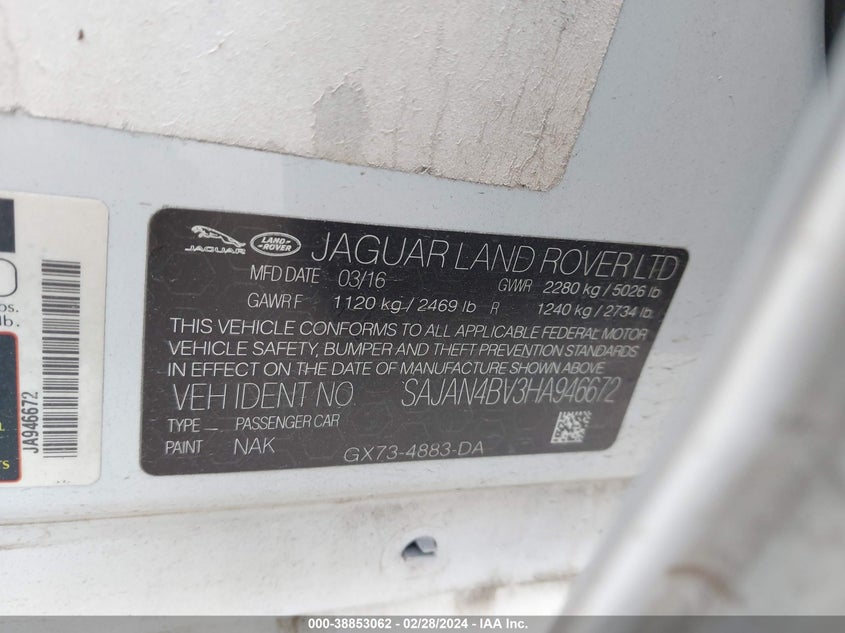 JAGUAR
LAND ROVER
JAGUAR LAND ROVER LTD
MFD DATE 03/16 GVWR 2280 kg / 5026 lb
GAWR F 1120 kg / 2469 lb R 1240 kg / 2734 lb
THIS VEHICLE CONFORMS TO ALL APPLICABLE FEDERAL MOTOR
VEHICLE SAFETY, BUMPER AND THEFT PREVENTION STANDARDS
IN EFFECT ON THE DATE OF MANUFACTURE SHOWN ABOVE
VEH IDENT NO. SAJAN4BV3HA946672
TYPE PASSENGER CAR
PAINT NAK GX73-4883-DA
lb.
JA946672
000-38853062 - 02/28/2024 - IAA Inc.